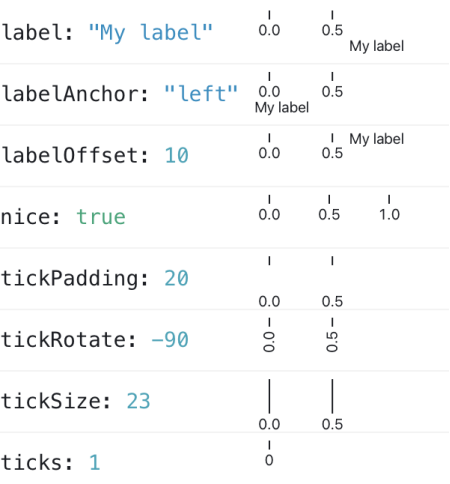 label: "My label" 0.0 0.5
My label
labelAnchor: "left" 0.0 0.5
My label
labelOffset: 10 0.0 0.5 My label
nice: true 0.0 0.5 1.0
tickPadding: 20 0.0 0.5
tickRotate: -90 0.0 0.5
tickSize: 23 0.0 0.5
ticks: 1 0